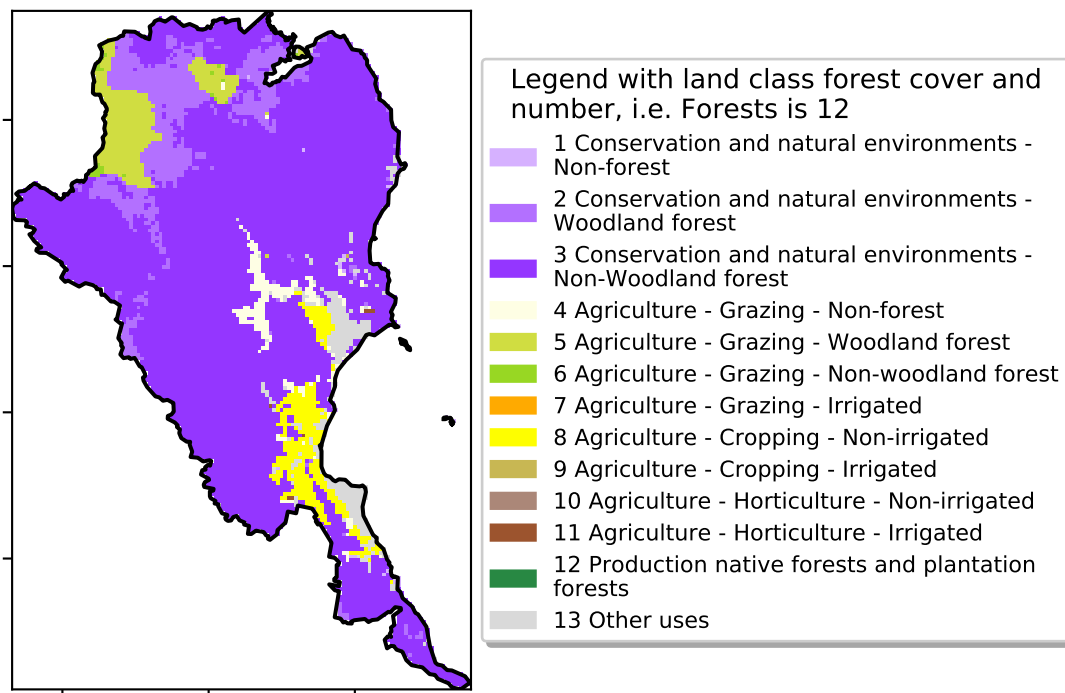 Legend with land class forest cover and
number, i.e. Forests is 12
1 Conservation and natural environments -
Non-forest
2 Conservation and natural environments -
Woodland forest
3 Conservation and natural environments -
Non-Woodland forest
4 Agriculture - Grazing - Non-forest
5 Agriculture - Grazing - Woodland forest
6 Agriculture - Grazing - Non-woodland forest
7 Agriculture - Grazing - Irrigated
8 Agriculture - Cropping - Non-irrigated
9 Agriculture - Cropping - Irrigated
10 Agriculture - Horticulture - Non-irrigated
11 Agriculture - Horticulture - Irrigated
12 Production native forests and plantation
forests
13 Other uses